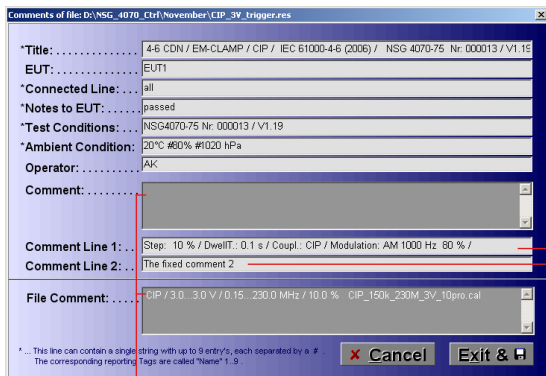 Comments of file: D:\NSG_4070_Ctrl\November\CIP_3V_trigger.res
*Title: . . . . . . . . . . . . . . 4-6 CDN / EM-CLAMP / CIP / IEC 61000-4-6 (2006) / NSG 4070-75 Nr: 000013 / V1.19
EUT: . . . . . . . . . . . . . . EUT1
*Connected Line: . . . all
*Notes to EUT: . . . . . . passed
*Test Conditions: . . . NSG4070-75 Nr: 000013 / V1.19
*Ambient Condition: 20°C #80% #1020 hPa
Operator: . . . . . . . . . . AK
Comment: . . . . . . . . .
Comment Line 1: . . Step: 10 % / DwellT.: 0.1 s / Coupl.: CIP / Modulation: AM 1000 Hz 80 % /
Comment Line 2: . . The fixed comment 2
File Comment: . . . . . CIP / 3.0...3.0 V / 0.15...230.0 MHz / 10.0 % CIP_150k_230M_3V_10pro.cal
* ... This line can contain a single string with up to 9 entry's, each separated by a # .
The corresponding reporting Tags are called "Name" 1..9 .
× Cancel
Exit &